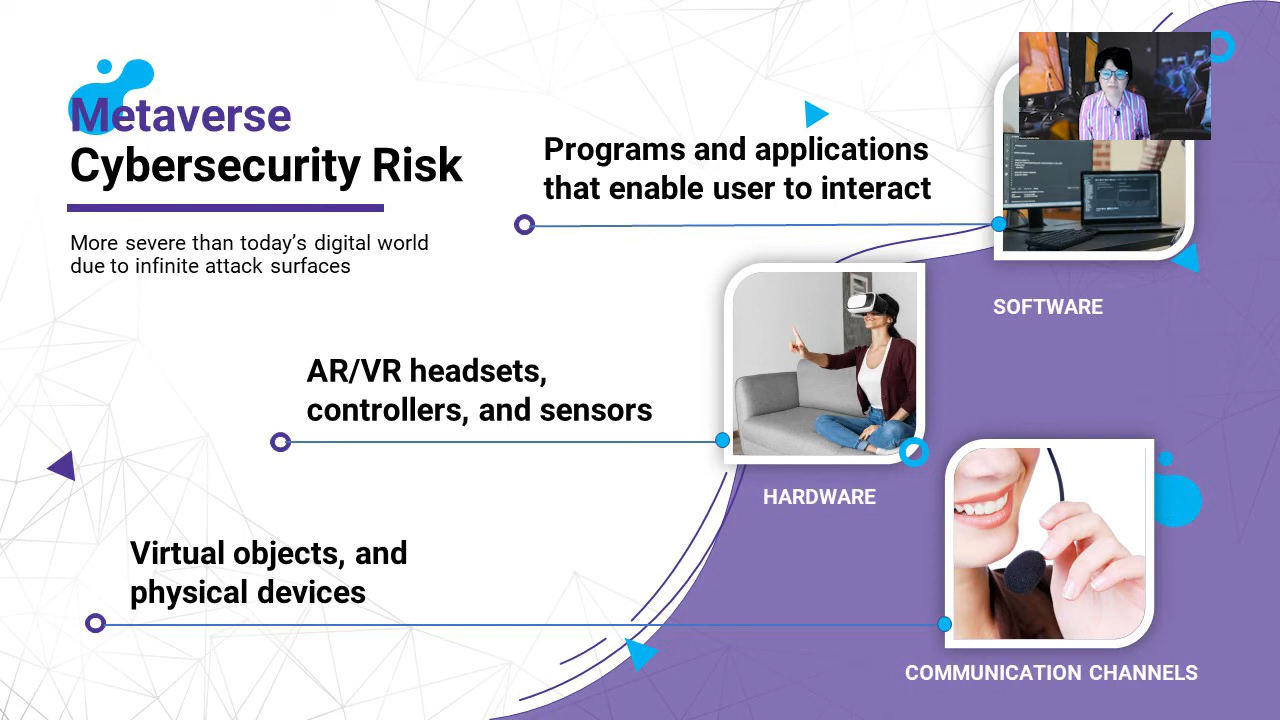 Metaverse
Cybersecurity Risk
More severe than today's digital world
due to infinite attack surfaces
Programs and applications
that enable user to interact
SOFTWARE
AR/VR headsets,
controllers, and sensors
HARDWARE
Virtual objects, and
physical devices
COMMUNICATION CHANNELS